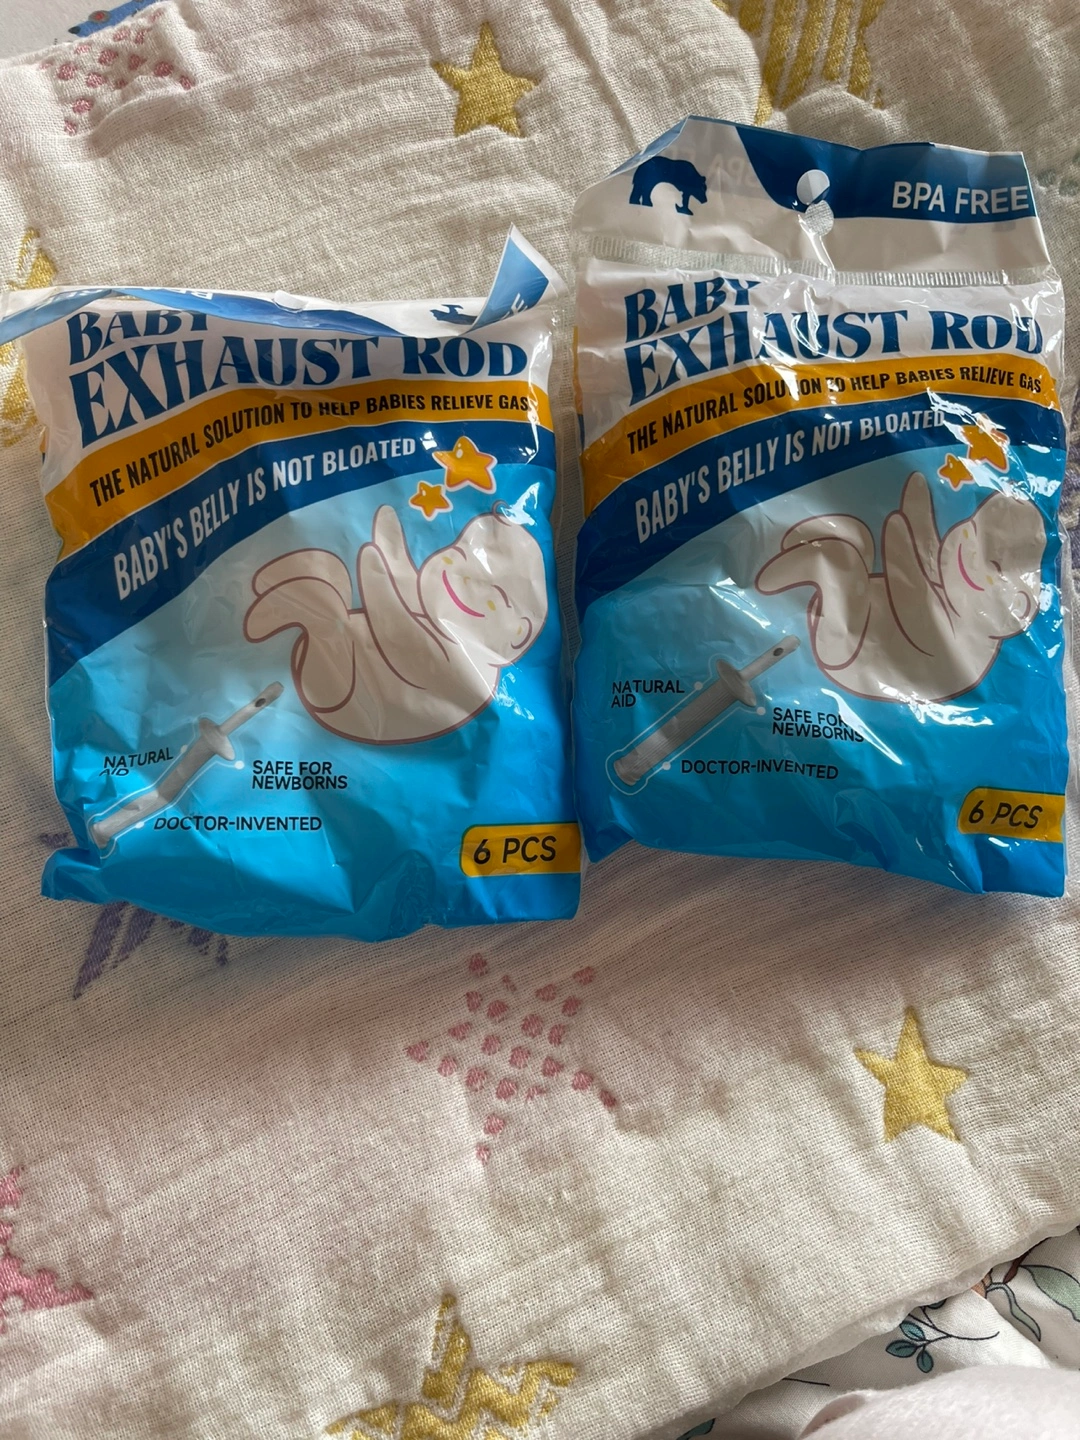 BABY
EXHAUST ROD
THE NATURAL SOLUTION TO HELP BABIES RELIEVE GAS
BABY'S BELLY IS NOT BLOATED
NATURAL
AID
SAFE FOR
NEWBORNS
DOCTOR-INVENTED
6 PCS
BPA FREE
BABY
EXHAUST ROD
THE NATURAL SOLUTION TO HELP BABIES RELIEVE GAS
BABY'S BELLY IS NOT BLOATED
NATURAL
AID
SAFE FOR
NEWBORNS
DOCTOR-INVENTED
6 PCS